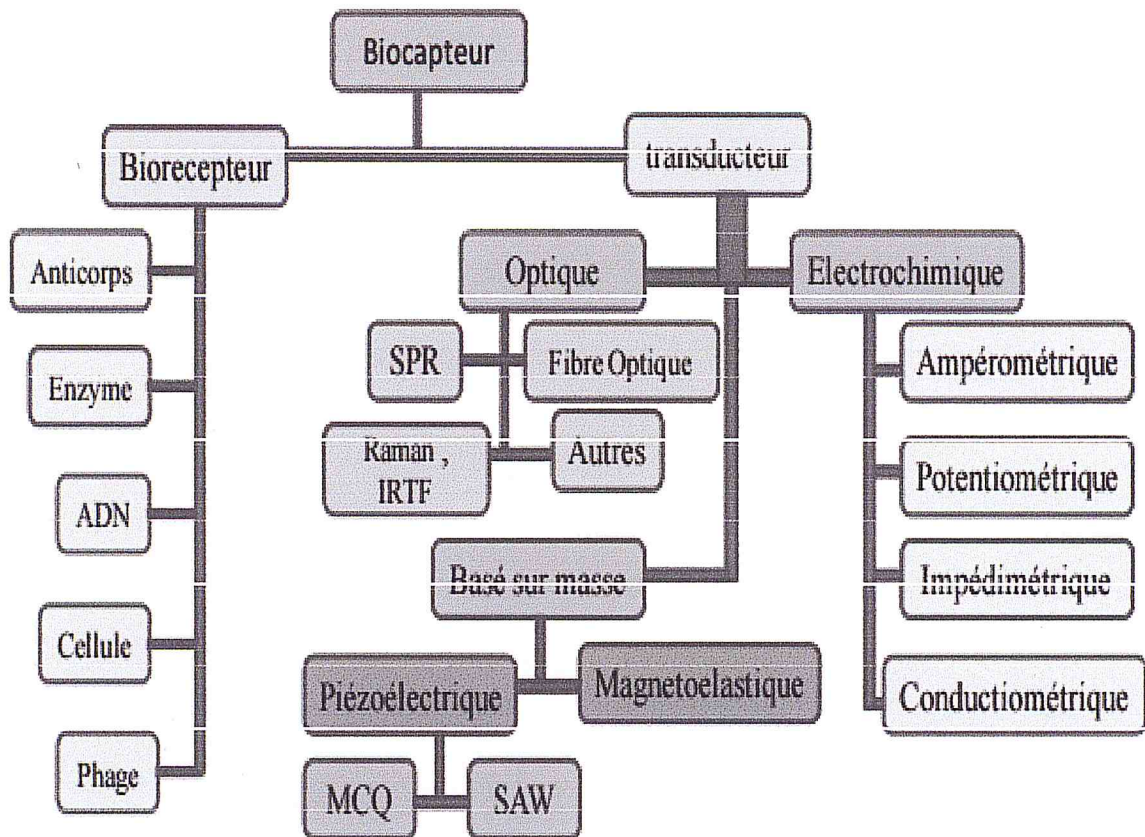 Biocapteur
Biorecepteur
transducteur
Anticorps
Enzyme
ADN
Cellule
Phage
Optique
SPR
Fibre Optique
Raman ,
IRTF
Autres
Basé sur masse
Piézoélectrique
Magnetoelastique
MCQ
SAW
Electrochimique
Ampérométrique
Potentiométrique
Impédimétrique
Conductiométrique